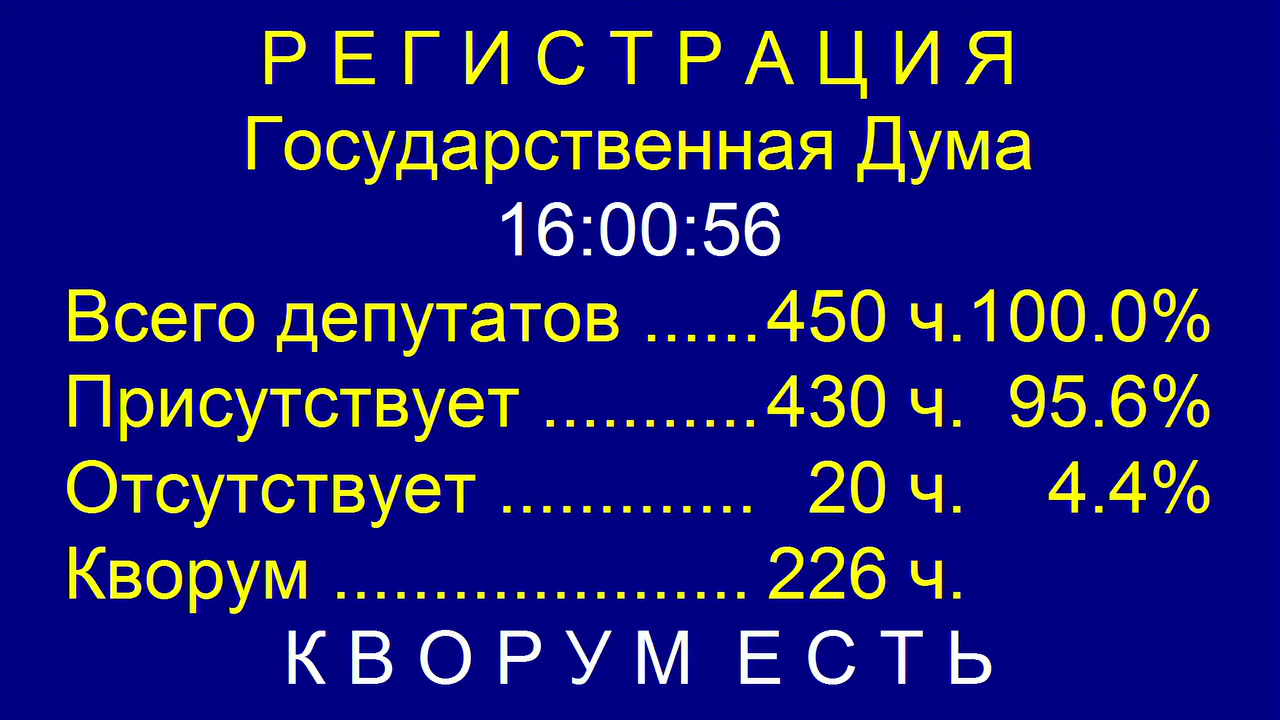 Р Е Г И С Т Р А Ц И Я
Государственная Дума
16:00:56
Всего депутатов ......450 ч.100.0%
Присутствует ...........430 ч. 95.6%
Отсутствует ............. 20 ч. 4.4%
Кворум ..................... 226 ч.
К В О Р У М Е С Т Ь